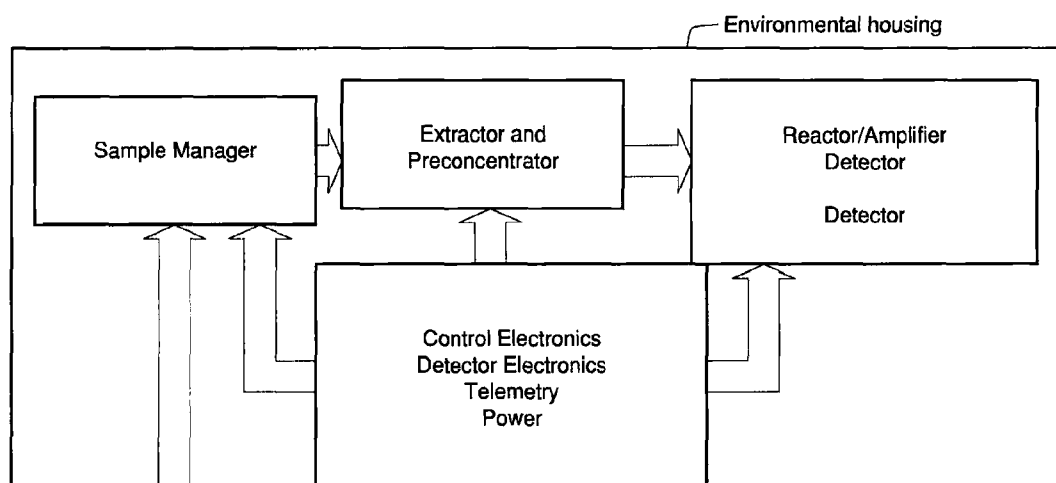 Environmental housing
Sample Manager
Extractor and
Preconcentrator
Reactor/Amplifier
Detector
Detector
Control Electronics
Detector Electronics
Telemetry
Power